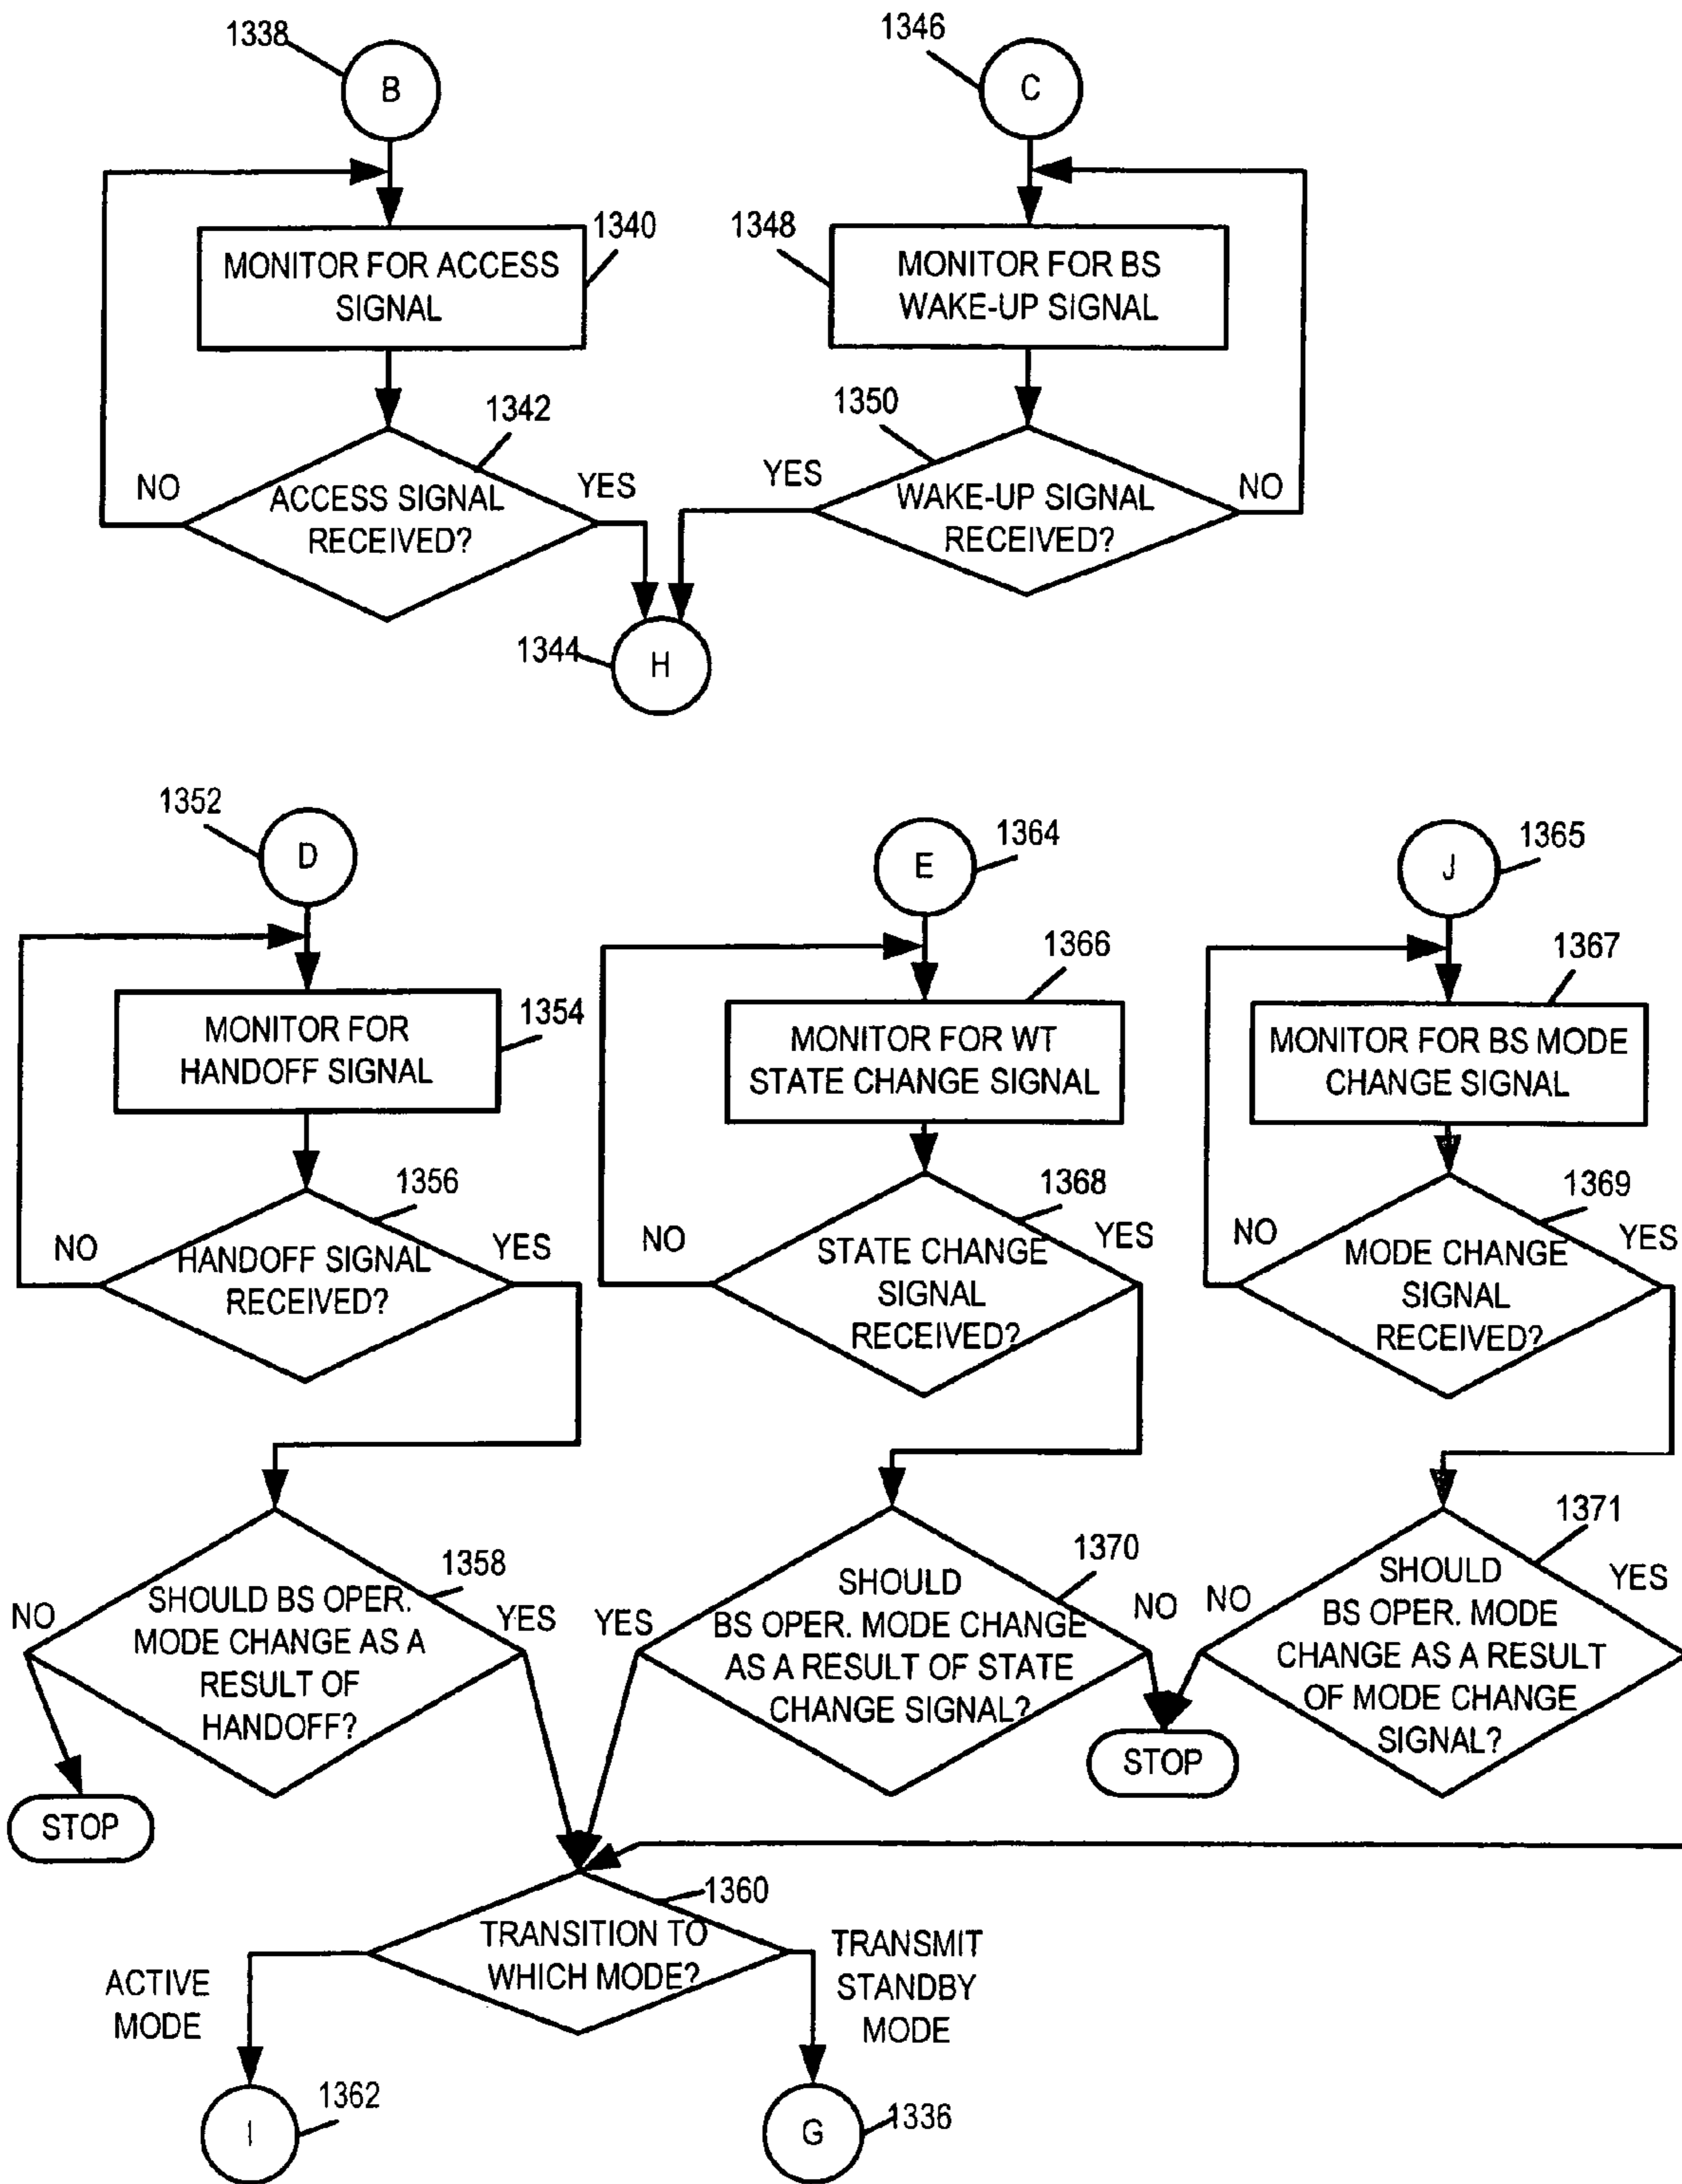 1338
B
1346
C
1340
MONITOR FOR ACCESS
SIGNAL
1348
MONITOR FOR BS
WAKE-UP SIGNAL
1342
NO
ACCESS SIGNAL
RECEIVED?
YES
1350
YES
WAKE-UP SIGNAL
RECEIVED?
NO
1344
H
1352
D
E
1364
J
1365
1354
MONITOR FOR
HANDOFF SIGNAL
1366
MONITOR FOR WT
STATE CHANGE SIGNAL
1367
MONITOR FOR BS MODE
CHANGE SIGNAL
1356
NO
HANDOFF SIGNAL
RECEIVED?
YES
1368
NO
STATE CHANGE
SIGNAL
RECEIVED?
YES
1369
NO
MODE CHANGE
SIGNAL
RECEIVED?
YES
1358
NO
SHOULD BS OPER.
MODE CHANGE AS A
RESULT OF
HANDOFF?
YES
STOP
1370
YES
SHOULD
BS OPER. MODE CHANGE
AS A RESULT OF STATE
CHANGE SIGNAL?
NO
1371
NO
SHOULD
BS OPER. MODE
CHANGE AS A RESULT
OF MODE CHANGE
SIGNAL?
YES
STOP
1360
TRANSITION TO
WHICH MODE?
ACTIVE
MODE
TRANSMIT
STANDBY
MODE
I
1362
G
1336